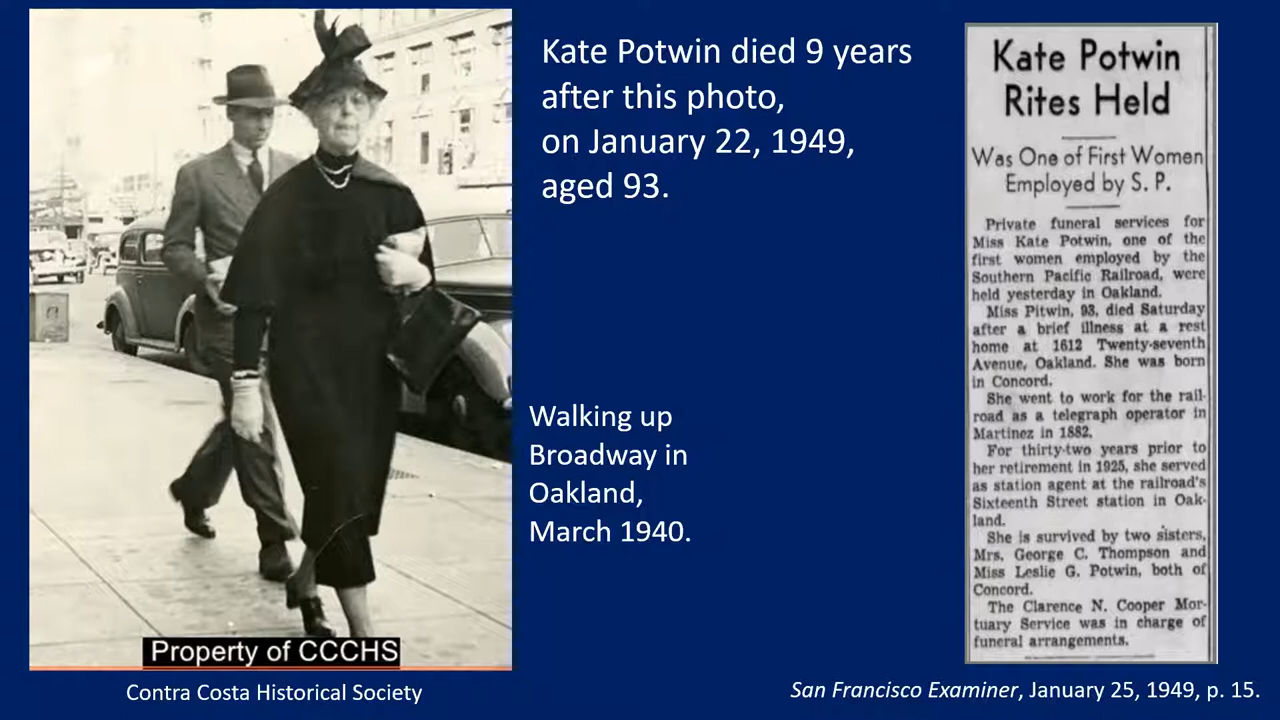 Kate Potwin died 9 years
after this photo,
on January 22, 1949,
aged 93.
Walking up
Broadway in
Oakland,
March 1940.
Property of CCCHS
Contra Costa Historical Society
Kate Potwin
Rites Held
Was One of First Women
Employed by S. P.
Private funeral services for
Miss Kate Potwin, one of the
first women employed by the
Southern Pacific Railroad, were
held yesterday in Oakland.
Miss Pitwin, 93, died Saturday
after a brief illness at a rest
home at 1612 Twenty-seventh
Avenue, Oakland. She was born
in Concord.
She went to work for the rail-
road as a telegraph operator in
Martinez in 1882.
For thirty-two years prior to
her retirement in 1925, she served
as station agent at the railroad's
Sixteenth Street station in Oak-
land.
She is survived by two sisters,
Mrs. George C. Thompson and
Miss Leslie G. Potwin, both of
Concord.
The Clarence N. Cooper Mor-
tuary Service was in charge of
funeral arrangements.
San Francisco Examiner, January 25, 1949, p. 15.